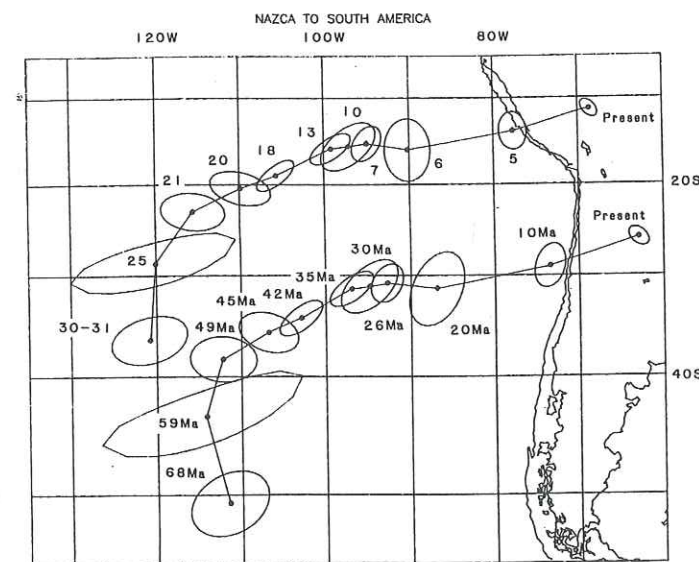 NAZCA TO SOUTH AMERICA
120W 100W 80W
Present
10
13
18
7
6
5
20
21
20S
Present
10Ma
25
30Ma
35Ma
42Ma
45Ma
26Ma
20Ma
30-31
49Ma
40S
59Ma
68Ma